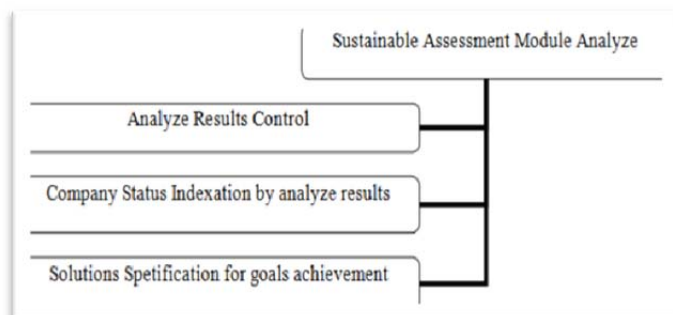 Sustainable Assessment Module Analyze
Analyze Results Control
Company Status Indexation by analyze results
Solutions Spetification for goals achievement